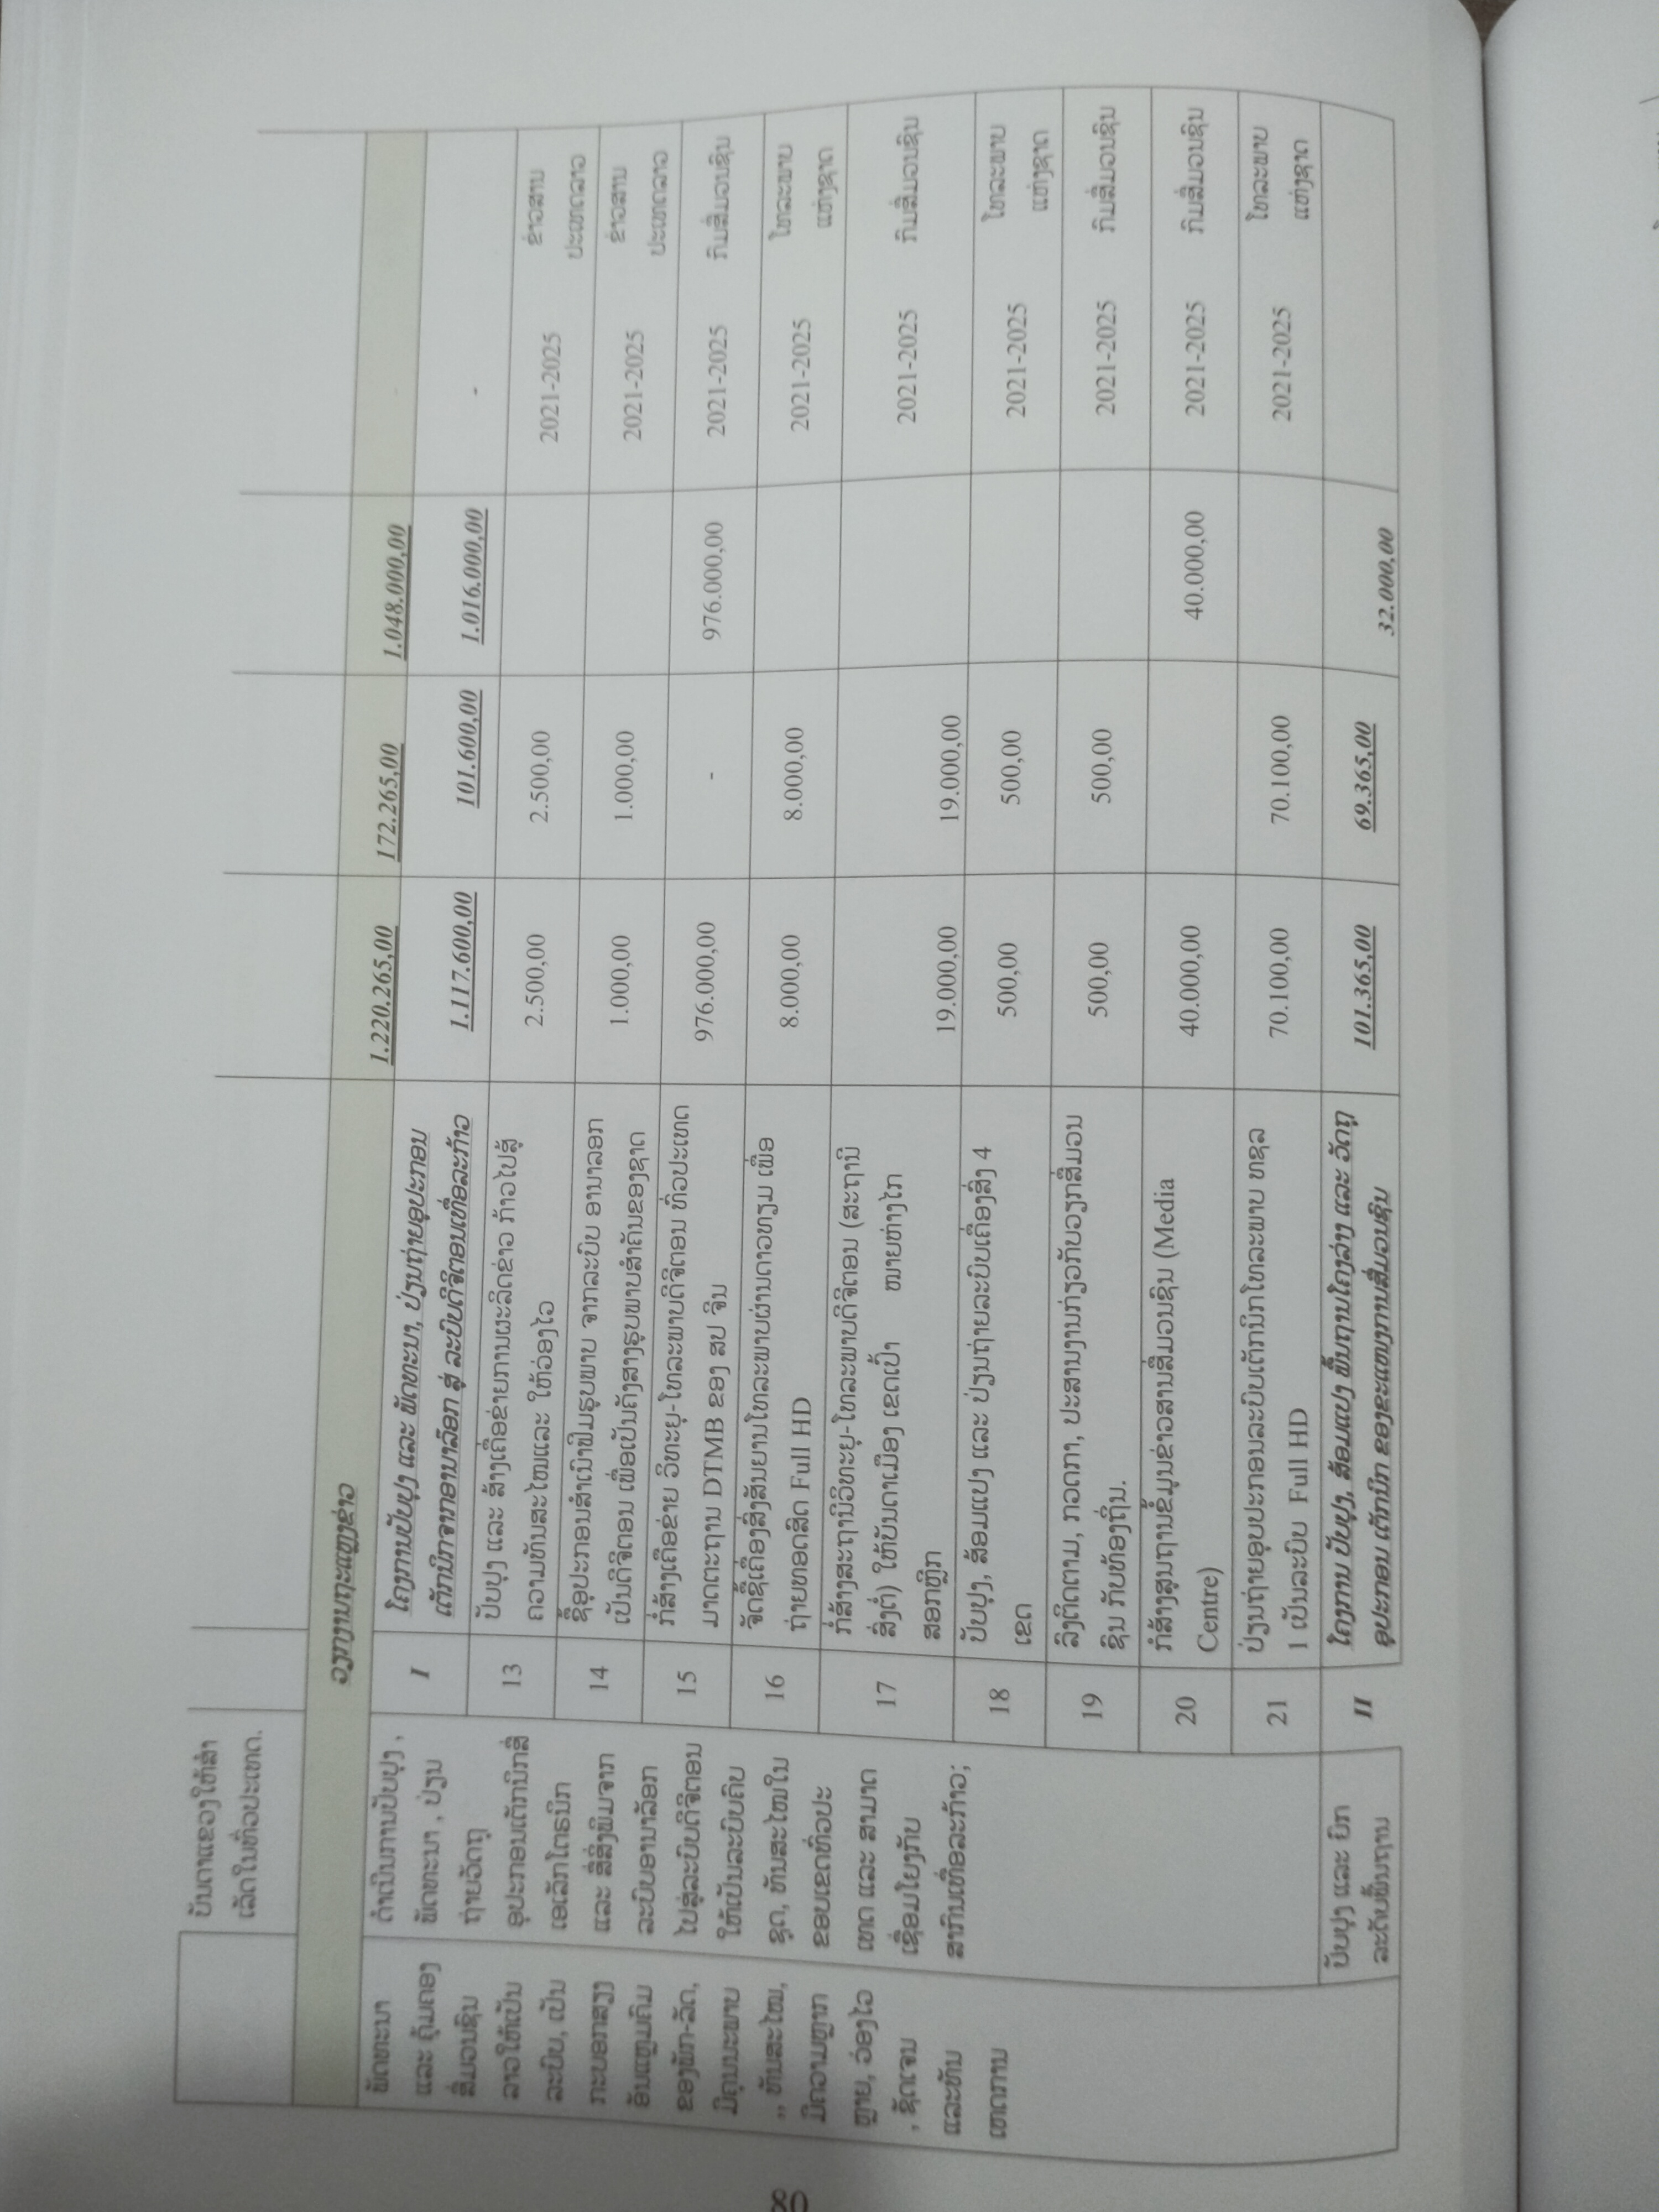 ບັນດາແຂວງໃຫ້ສຳ
ເລັດໃນທົ່ວປະເທດ.
ວຽກງານຖະແຫຼງຂ່າວ
1.220.265,00 172.265,00 1.048.000,00
ພັດທະນາ
ແລະ ຄຸ້ມຄອງ
ສື່ມວນຊົນ
ລາວໃຫ້ເປັນ
ລະບົບ, ເປັນ
ກະບອກສຽງ
ອັນແຫຼມຄົມ
ຂອງພັກ-ລັດ,
ມີຄຸນນະພາບ
,, ທັນສະໄໝ,
ມີຄວາມຫຼາກ
ຫຼາຍ, ວ່ອງໄວ
, ຊັດເຈນ
ແລະທັນ
ເຫດການ
ດຳເນີນການປັບປຸງ ,
ພັດທະນາ , ປ່ຽນ
ຖ່າຍວັດຖຸ
ອຸປະກອນເຕັກນິກສື່
ເອເລັກໂຕຣນິກ
ແລະ ສື່ສິ່ງພິມຈາກ
ລະບົບອານາລ໋ອກ
ໄປສູ່ລະບົບດິຈິຕອນ
ໃຫ້ເປັນລະບົບຄົບ
ຊຸດ, ທັນສະໄໝໃນ
ຂອບເຂດທົ່ວປະ
ເທດ ແລະ ສາມາດ
ເຊື່ອມໂຍງກັບ
ສາກົນເທື່ອລະກ້າວ;
I
ໂຄງການປັບປຸງ ແລະ ພັດທະນາ, ປ່ຽນຖ່າຍອຸປະກອນ
ເຕັກນິກຈາກອານາລ້ອກ ສູ່ ລະບົບດິຈິຕອນເທື່ອລະກ້າວ
1.117.600,00 101.600,00 1.016.000,00 -
13
ປັບປຸງ ແລະ ສ້າງເຄືອຂ່າຍການຜະລິດຂ່າວ ກ້າວໄປສູ່
ຄວາມທັນສະໄໝແລະ ໃຫ້ວ່ອງໄວ
2.500,00 2.500,00 2021-2025
ຂ່າວສານ
ປະເທດລາວ
14
ຊື້ອຸປະກອນສຳເນົາຟິມຮູບພາບ ຈາກລະບົບ ອານາລອກ
ເປັນດິຈິຕອນ ເພື່ອເປັນຄັງສາງຮູບພາບສຳຄັນຂອງຊາດ
1.000,00 1.000,00 2021-2025
ຂ່າວສານ
ປະເທດລາວ
15
ກໍ່ສ້າງເຄືອຂ່າຍ ວິທະຍຸ-ໂທລະພາບດິຈິຕອນ ທົ່ວປະເທດ
ມາດຕະຖານ DTMB ຂອງ ສປ ຈີນ
976.000,00 - 976.000,00 2021-2025 ກົມສື່ມວນຊົນ
16
ຈັດຊື້ເຄື່ອງສົ່ງສັນຍານໂທລະພາບຜ່ານດາວທຽມ ເພື່ອ
ຖ່າຍທອດສົດ Full HD
8.000,00 8.000,00 2021-2025
ໂທລະພາບ
ແຫ່ງຊາດ
17
ກໍ່ສ້າງສະຖານີວິທະຍຸ-ໂທລະພາບດິຈິຕອນ (ສະຖານີ
ສົ່ງຕໍ່) ໃຫ້ບັນດາເມືອງ ເຂດເປົ້າ ໝາຍຫ່າງໄກ
ສອກຫຼີກ
19.000,00 19.000,00 2021-2025 ກົມສື່ມວນຊົນ
18
ປັບປຸງ, ສ້ອມແປງ ແລະ ປ່ຽນຖ່າຍລະບົບເຄື່ອງສົ່ງ 4
ເຂດ
500,00 500,00 2021-2025
ໂທລະພາບ
ແຫ່ງຊາດ
19
ລົງຕິດຕາມ, ກວດກາ, ປະສານງານກ່ຽວກັບວຽກສື່ມວນ
ຊົນ ກັບທ້ອງຖິ່ນ.
500,00 500,00 2021-2025 ກົມສື່ມວນຊົນ
20
ກໍ່ສ້າງສູນຖານຂໍ້ມູນຂ່າວສານສື່ມວນຊົນ (Media
Centre)
40.000,00 40.000,00 2021-2025 ກົມສື່ມວນຊົນ
21
ປ່ຽນຖ່າຍອຸບປະກອນລະບົບເຕັກນິກໂທລະພາບ ທຊລ
1 ເປັນລະບົບ Full HD
70.100,00 70.100,00 2021-2025
ໂທລະພາບ
ແຫ່ງຊາດ
ປັບປຸງ ແລະ ຍົກ
ລະດັບພື້ນຖານ
II
ໂຄງການ ປັບປຸງ, ສ້ອມແປງ ພື້ນຖານໂຄງລ່າງ ແລະ ວັດຖຸ
ອຸປະກອນ ເຕັກນິກ ຂອງຂະແໜງການສື່ມວນຊົນ
101.365,00 69.365,00 32.000,00
80